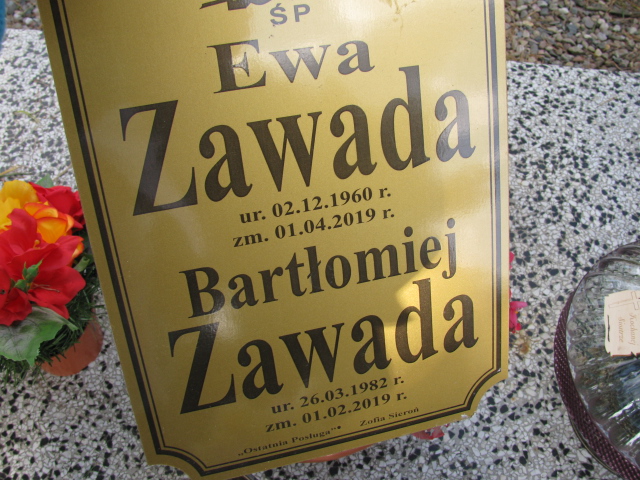 ŚP
Ewa
Zawada
ur. 02.12.1960 r.
zm. 01.04.2019 r.
Bartłomiej
Zawada
ur. 26.03.1982 r.
zm. 01.02.2019 r.
„Ostatnia Posługa"• Zofia Sieroń